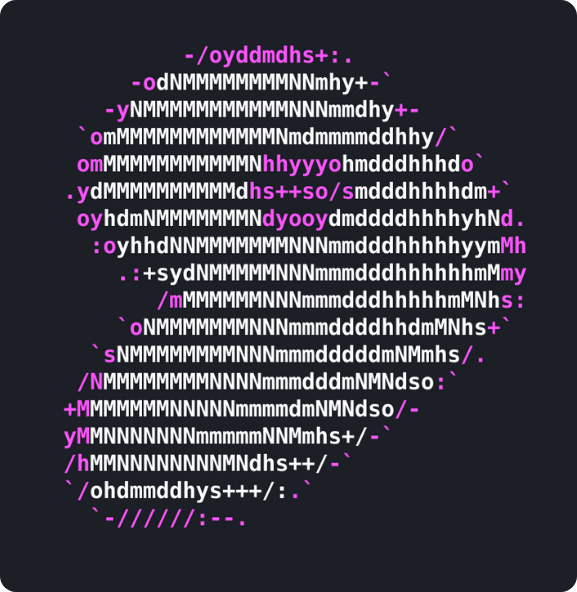 -/oyddmdhs+:.
     -odNMMMMMMMMNNmhy+-`
   -yNMMMMMMMMMMMNNNmmdhy+-
 `omMMMMMMMMMMMMNmdmmmmddhhy/`
 omMMMMMMMMMMMNhhyyyohmdddhhhdo`
.ydMMMMMMMMMMdhs++so/smdddhhhhdm+`
 oyhdmNMMMMMMMNdyooydmddddhhhhyhNd.
  :oyhhdNNMMMMMMMNNNmmdddhhhhhyymMh
    .:+sydNMMMMMNNNmmmdddhhhhhhmMmy
       /mMMMMMMNNNmmmdddhhhhhmMNhs:
    `oNMMMMMMMNNNmmmddddhhdmMNhs+`
  `sNMMMMMMMMNNNmmmdddddmNMmhs/.
 /NMMMMMMMMNNNNmmmdddmNMNdso:`
+MMMMMMMNNNNNmmmmdmNMNdso/-
yMMNNNNNNNmmmmmNNMmhs+/-`
/hMMNNNNNNNNMNdhs++/-`
`/ohdmmddhys+++/:.`
  `-//////:--.